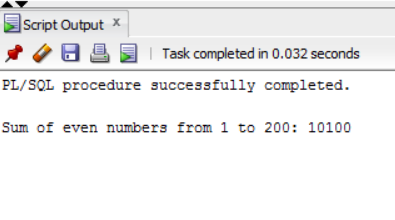 Script Output x
Task completed in 0.032 seconds
PL/SQL procedure successfully completed.
Sum of even numbers from 1 to 200: 10100